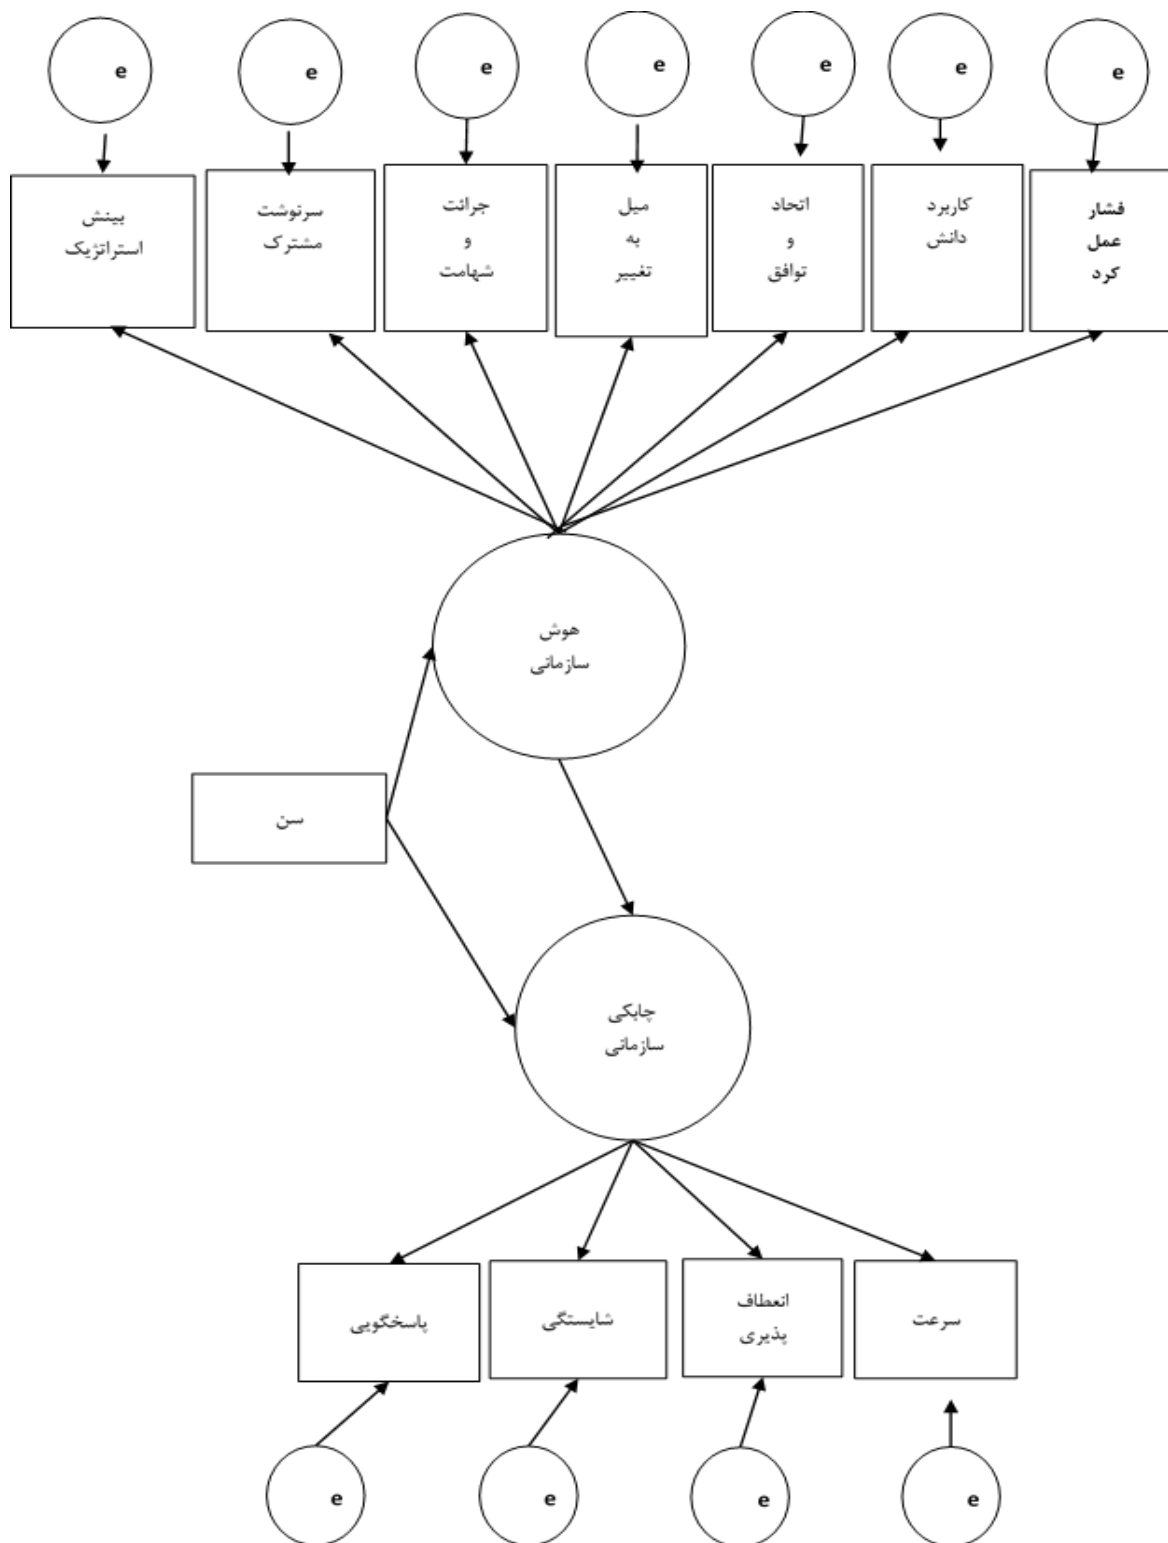 e
e
e
e
e
e
e
بینش
استراتژیک
سرنوشت
مشترک
جرائت
و
شهامت
میل
به
تغییر
اتحاد
و
توافق
کاربرد
دانش
فشار
عمل
کرد
هوش
سازمانی
سن
چابکی
سازمانی
پاسخگویی
شایستگی
انعطاف
پذیری
سرعت
e
e
e
e